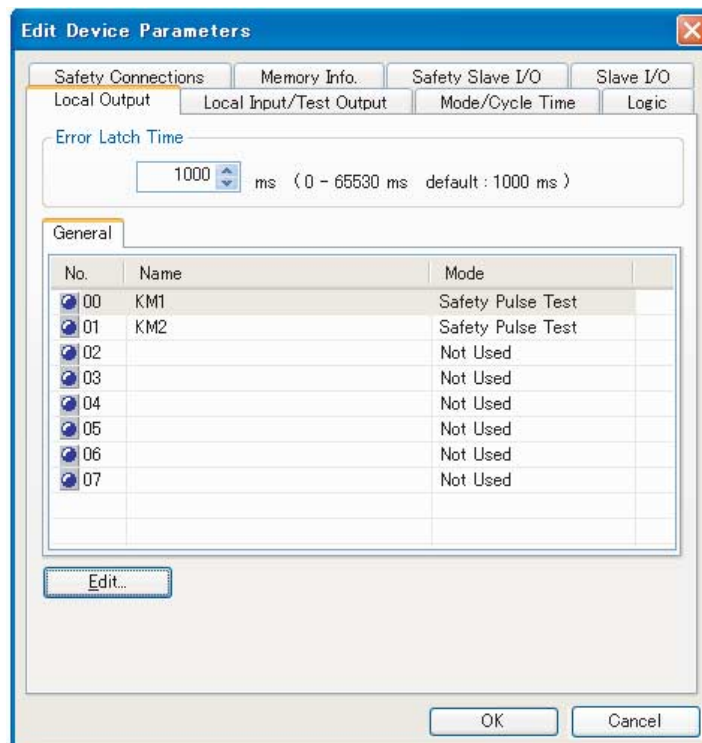 Edit Device Parameters
Safety Connections Memory Info. Safety Slave I/O Slave I/O
Local Output Local Input/Test Output Mode/Cycle Time Logic
Error Latch Time
1000 ms ( 0 - 65530 ms default : 1000 ms )
General
No. Name Mode
00 KM1 Safety Pulse Test
01 KM2 Safety Pulse Test
02 Not Used
03 Not Used
04 Not Used
05 Not Used
06 Not Used
07 Not Used
Edit...
OK Cancel